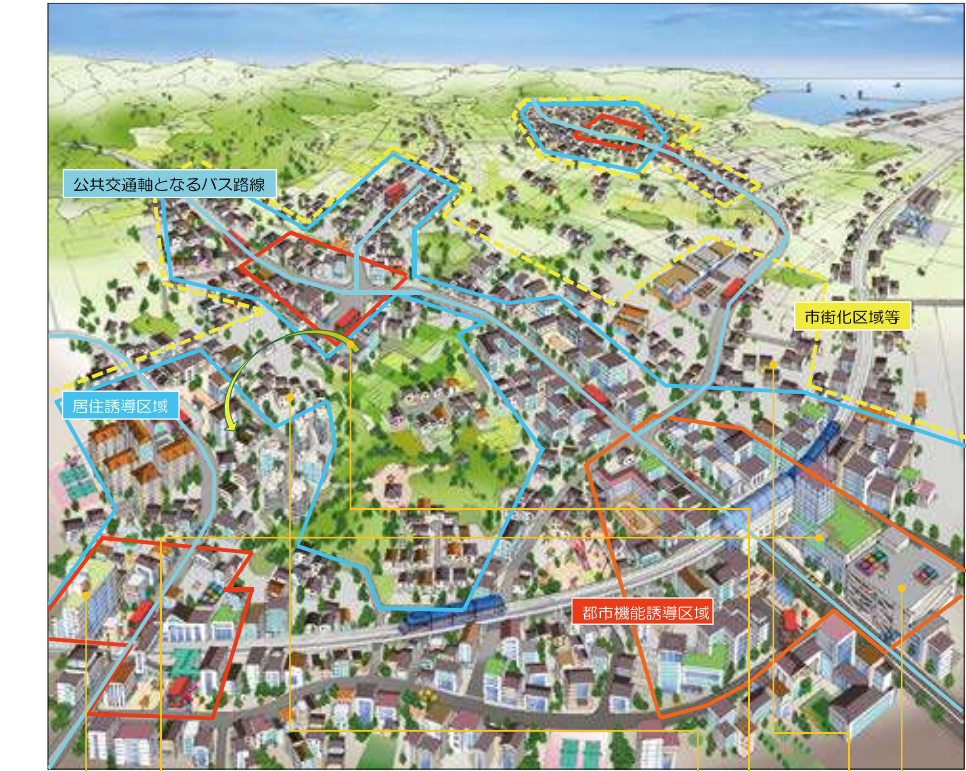 公共交通軸となるバス路線
市街化区域等
居住誘導区域
都市機能誘導区域